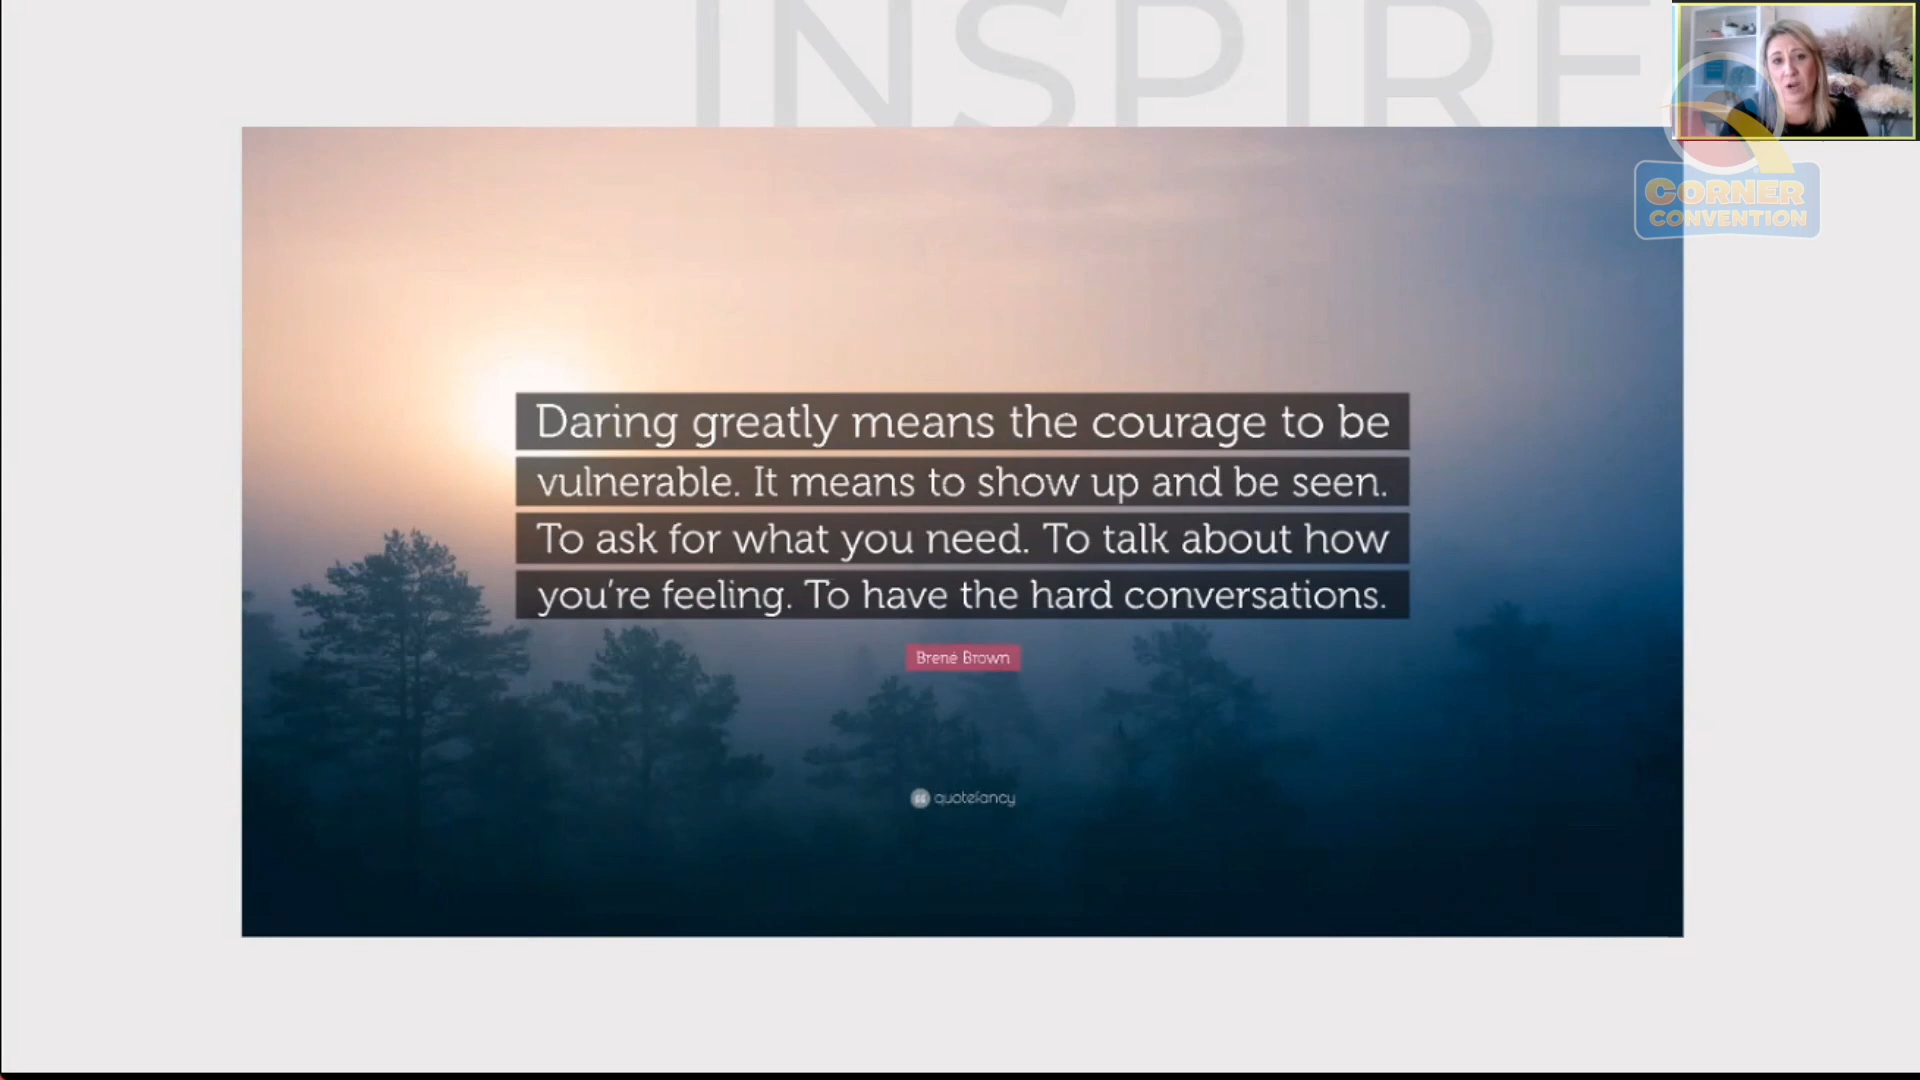 INSPIRE
CORNER
CONVENTION
Daring greatly means the courage to be
vulnerable. It means to show up and be seen.
To ask for what you need. To talk about how
you’re feeling. To have the hard conversations.
Brené Brown
quotefancy